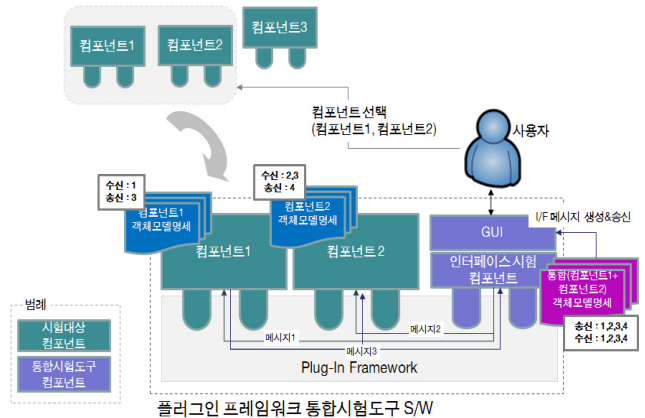 컴포넌트1
컴포넌트2
컴포넌트3
컴포넌트 선택
(컴포넌트1, 컴포넌트2)
사용자
수신 : 1
송신 : 3
컴포넌트1
객체모델명세
수신 : 2,3
송신 : 4
컴포넌트2
객체모델명세
I/F 메시지 생성&송신
컴포넌트1
컴포넌트 2
GUI
인터페이스 시험
컴포넌트
통합(컴포넌트1+
컴포넌트2)
객체모델명세
송신 : 1,2,3,4
수신 : 1,2,3,4
범례
시험대상
컴포넌트
통합시험도구
컴포넌트
메시지1
메시지2
메시지3
Plug-In Framework
플러그인 프레임워크 통합시험도구 S/W